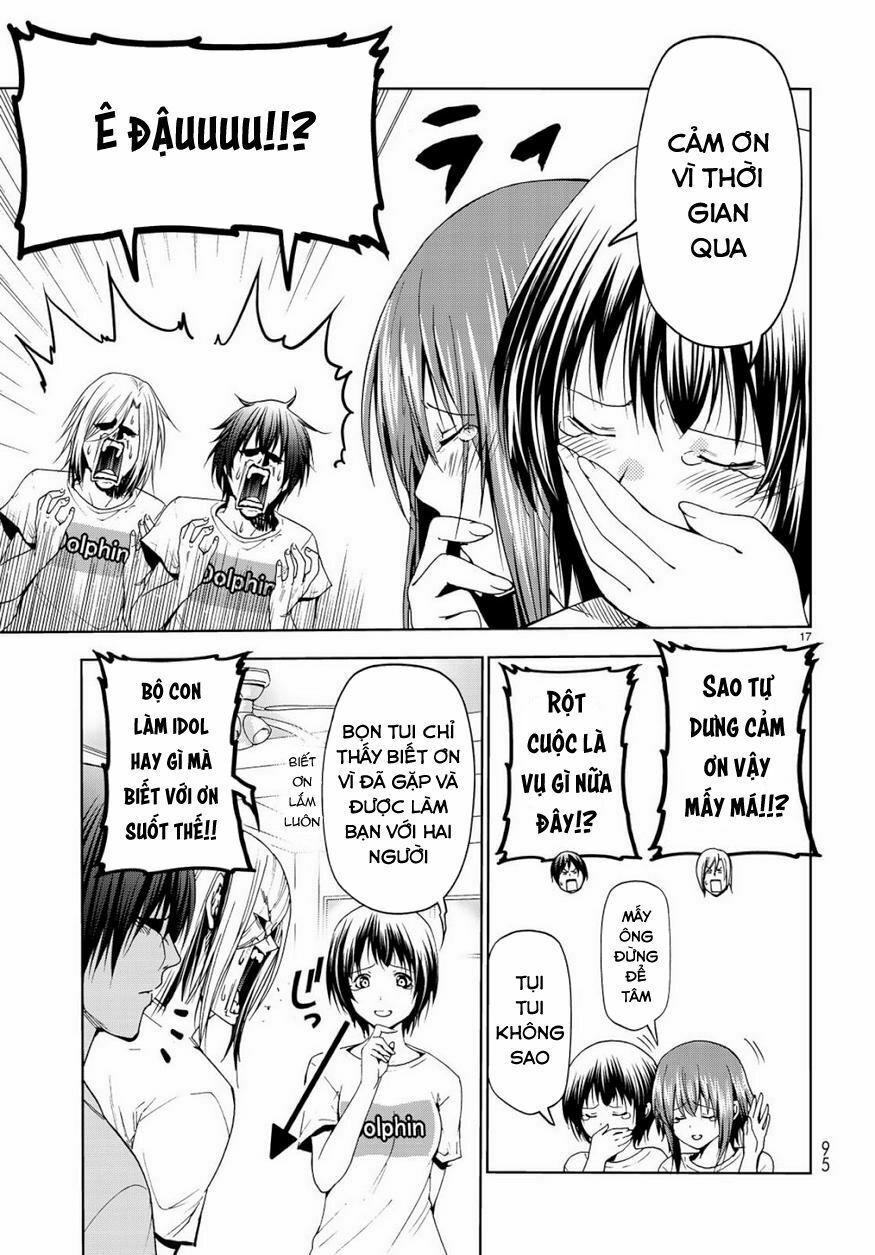 CẢM ƠN
VÌ THỜI
GIAN
QUA
Ê ĐẬUUUU!!?
Dolphin
Dolphin
17
SAO TỰ
DƯNG CẢM
ƠN VẬY
MẤY MÁ!!?
RỐT
CUỘC LÀ
VỤ GÌ NỮA
ĐÂY!?
MẤY
ÔNG
ĐỪNG
ĐỂ
TÂM
TỤI
TUI
KHÔNG
SAO
BỌN TUI CHỈ
THẤY BIẾT ƠN
VÌ ĐÃ GẶP VÀ
ĐƯỢC LÀM
BẠN VỚI HAI
NGƯỜI
BIẾT
ƠN
LẮM
LUÔN
BỘ CON
LÀM IDOL
HAY GÌ MÀ
BIẾT VỚI ƠN
SUỐT THẾ!!
olphin
95